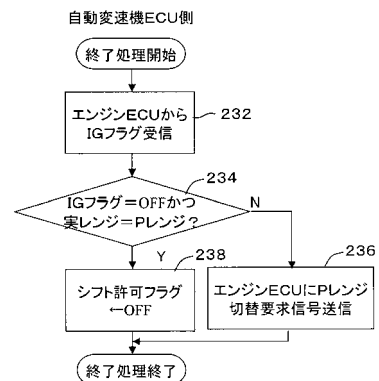 自動変速機ECU側
終了処理開始
エンジンECUから
IGフラグ受信
232
234
IGフラグ=OFFかつ
実レンジ=Pレンジ?
N
Y
238
シフト許可フラグ
←OFF
236
エンジンECUにPレンジ
切替要求信号送信
終了処理終了